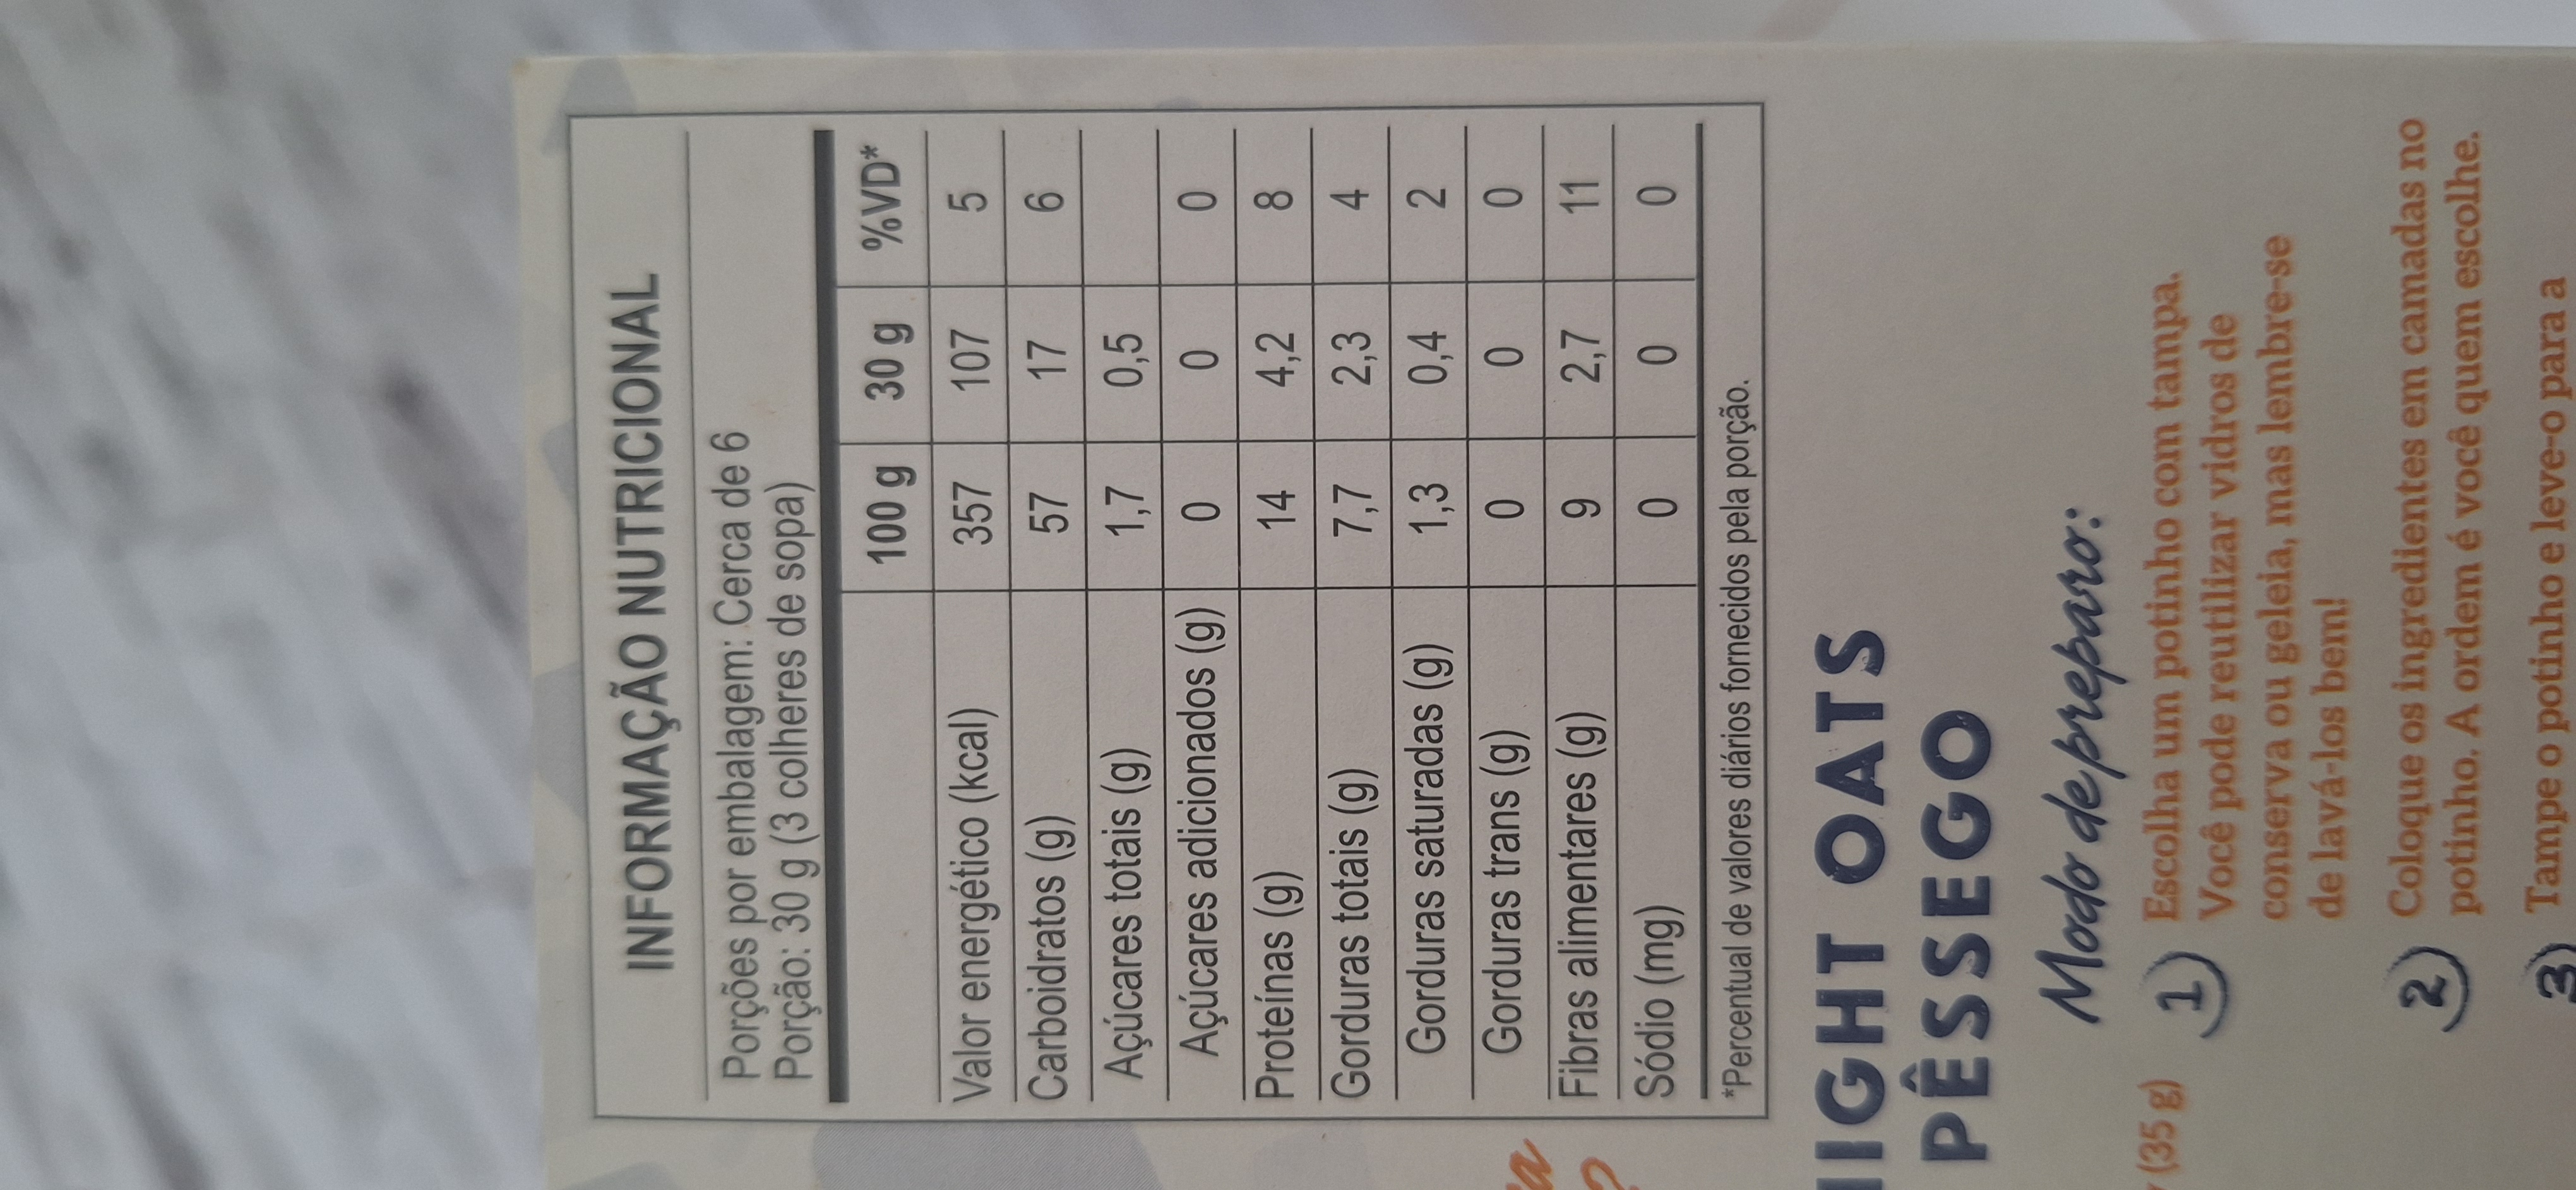 INFORMAÇÃO NUTRICIONAL
Porções por embalagem: Cerca de 6
Porção: 30 g (3 colheres de sopa)
100 g 30 g %VD*
Valor energético (kcal) 357 107 5
Carboidratos (g) 57 17 6
Açúcares totais (g) 1,7 0,5
Açúcares adicionados (g) 0 0 0
Proteínas (g) 14 4,2 8
Gorduras totais (g) 7,7 2,3 4
Gorduras saturadas (g) 1,3 0,4 2
Gorduras trans (g) 0 0 0
Fibras alimentares (g) 9 2,7 11
Sódio (mg) 0 0 0
*Percentual de valores diários fornecidos pela porção.
?
IGHT OATS
PÊSSEGO
Modo de preparo:
(35 g)
1 Escolha um potinho com tampa.
Você pode reutilizar vidros de
conserva ou geleia, mas lembre-se
de lavá-los bem!
2 Coloque os ingredientes em camadas no
potinho. A ordem é você quem escolhe.
3 Tampe o potinho e leve-o para a